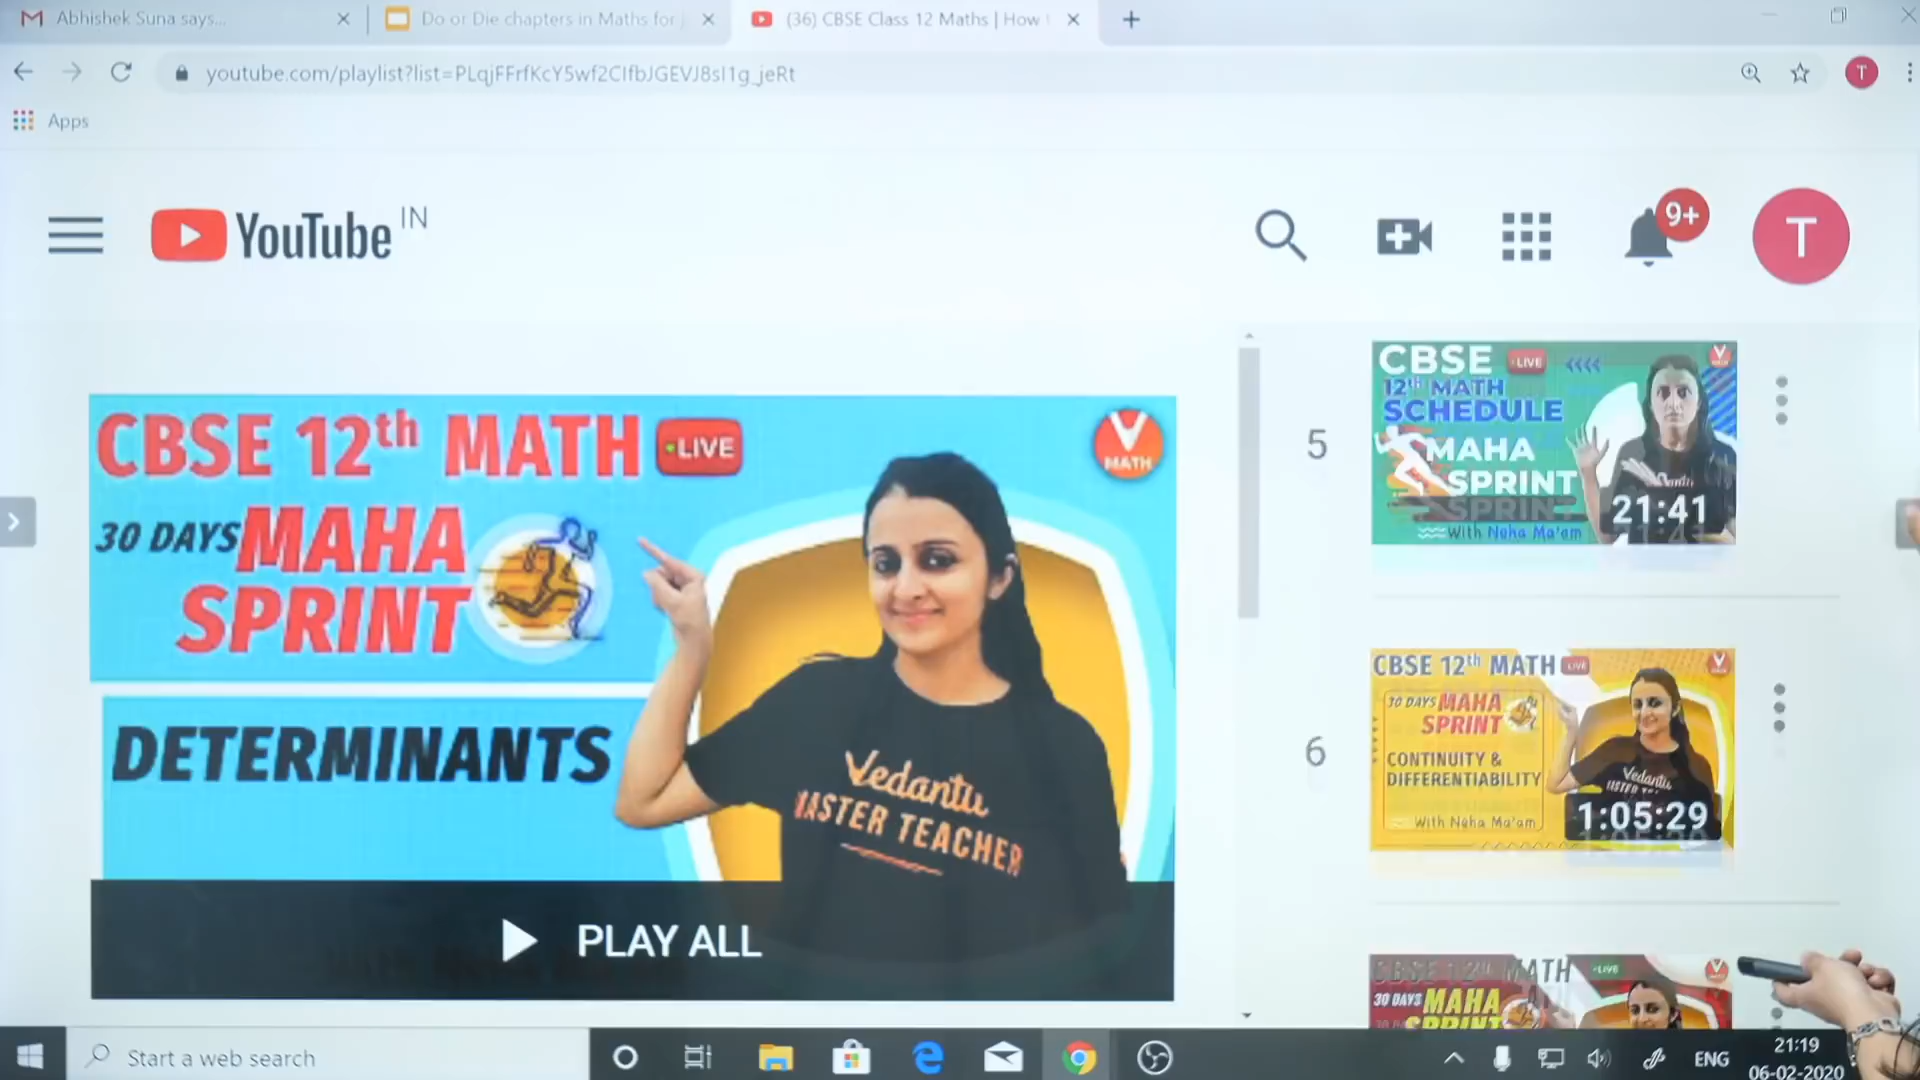 Abhishek Suna says...
Do or Die chapters in Maths for
(36) CBSE Class 12 Maths | How
youtube.com/playlist?list=PLqjFFrfKcY5wf2CIfbJGEVJ8sI1g_jeRt
T
Apps
YouTube IN
9+
T
CBSE 12th MATH LIVE
30 DAYS MAHA
SPRINT
DETERMINANTS
V
MATH
Vedantu
MASTER TEACHER
PLAY ALL
5
CBSE LIVE
12th MATH
SCHEDULE
MAHA
SPRINT
With Neha Ma'am
21:41
6
CBSE 12th MATH LIVE
30 DAYS MAHA
SPRINT
CONTINUITY &
DIFFERENTIABILITY
With Neha Ma'am
Vedantu
1:05:29
CBSE 12th MATH LIVE
30 DAYS MAHA
SPRINT
Start a web search
ENG
21:19
06-02-2020